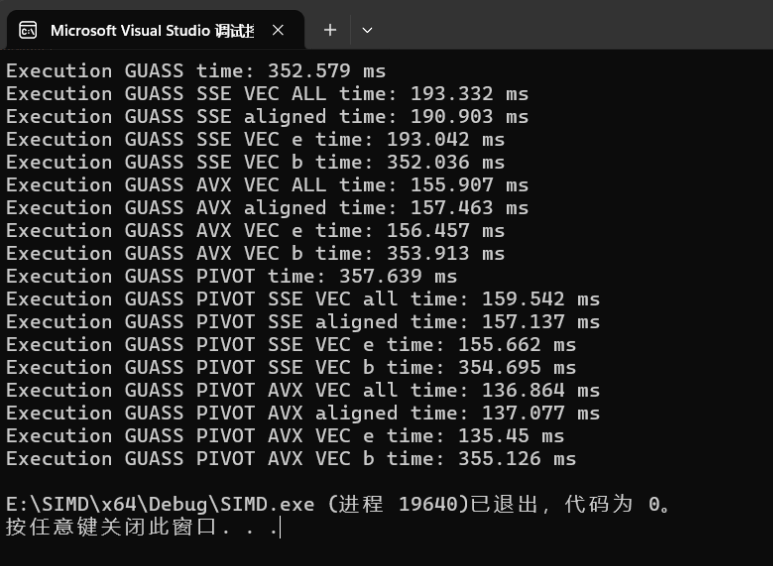 Microsoft Visual Studio 调试控
Execution GUASS time: 352.579 ms
Execution GUASS SSE VEC ALL time: 193.332 ms
Execution GUASS SSE aligned time: 190.903 ms
Execution GUASS SSE VEC e time: 193.042 ms
Execution GUASS SSE VEC b time: 352.036 ms
Execution GUASS AVX VEC ALL time: 155.907 ms
Execution GUASS AVX aligned time: 157.463 ms
Execution GUASS AVX VEC e time: 156.457 ms
Execution GUASS AVX VEC b time: 353.913 ms
Execution GUASS PIVOT time: 357.639 ms
Execution GUASS PIVOT SSE VEC all time: 159.542 ms
Execution GUASS PIVOT SSE aligned time: 157.137 ms
Execution GUASS PIVOT SSE VEC e time: 155.662 ms
Execution GUASS PIVOT SSE VEC b time: 354.695 ms
Execution GUASS PIVOT AVX VEC all time: 136.864 ms
Execution GUASS PIVOT AVX aligned time: 137.077 ms
Execution GUASS PIVOT AVX VEC e time: 135.45 ms
Execution GUASS PIVOT AVX VEC b time: 355.126 ms
E:\SIMD\x64\Debug\SIMD.exe (进程 19640)已退出，代码为 0。
按任意键关闭此窗口. . .